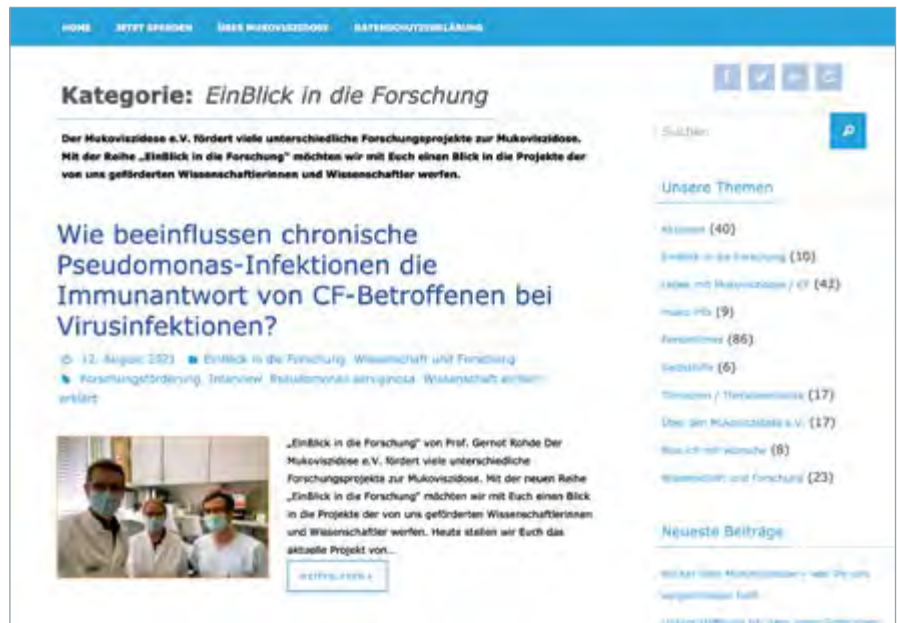 HOME JETZT SPENDEN ÜBER MUKOVISZIDOSE DATENSCHUTZERKLÄRUNG
Kategorie: EinBlick in die Forschung
Der Mukoviszidose e.V. fördert viele unterschiedliche Forschungsprojekte zur Mukoviszidose.
Mit der Reihe „EinBlick in die Forschung“ möchten wir mit Euch einen Blick in die Projekte der
von uns geförderten Wissenschaftlerinnen und Wissenschaftler werfen.
Wie beeinflussen chronische
Pseudomonas-Infektionen die
Immunantwort von CF-Betroffenen bei
Virusinfektionen?
12. August 2021 EinBlick in die Forschung, Wissenschaft und Forschung
Forschungsförderung, Interview, Pseudomonas aeruginosa, Wissenschaft einfach
erklärt
„EinBlick in die Forschung“ von Prof. Gernot Rohde Der
Mukoviszidose e.V. fördert viele unterschiedliche
Forschungsprojekte zur Mukoviszidose. Mit der neuen Reihe
„EinBlick in die Forschung“ möchten wir mit Euch einen Blick
in die Projekte der von uns geförderten Wissenschaftlerinnen
und Wissenschaftler werfen. Heute stellen wir Euch das
aktuelle Projekt von...
WEITERLESEN
Suchen
Unsere Themen
Aktionen (40)
EinBlick in die Forschung (10)
Leben mit Mukoviszidose / CF (42)
muko.info (9)
Persönliches (86)
(6)
Therapien / (17)
Über den Mukoviszidose e.V. (17)
Was ich mir wünsche (8)
Wissenschaft und Forschung (23)
Neueste Beiträge